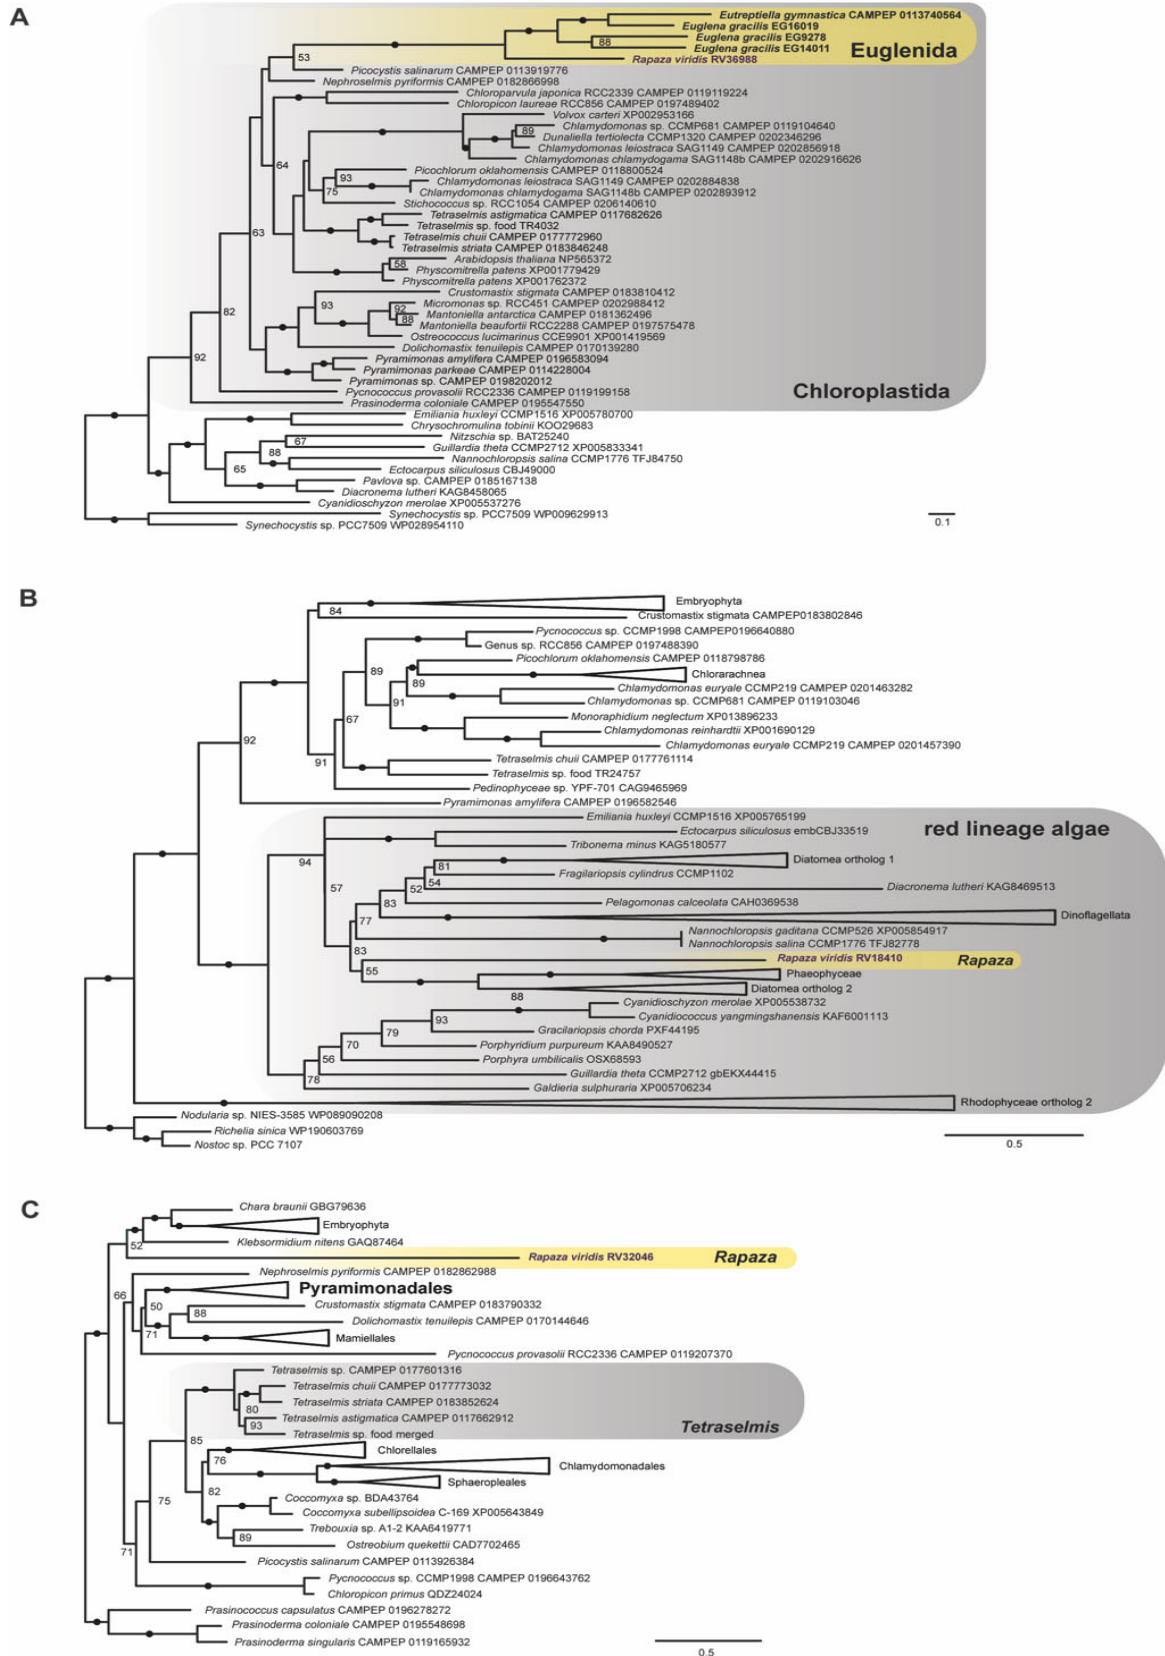 A
Eutreptiella gymnastica CAMPEP 0113740564
Euglena gracilis EG16019
Euglena gracilis EG9278
88
Euglena gracilis EG14011
Euglenida
53
Rapaza viridis RV36988
Picocystis salinarum CAMPEP 0113919776
Nephroselmis pyriformis CAMPEP 0182866998
Chloroparvula japonica RCC2339 CAMPEP 0119119224
Chloropicon laureae RCC856 CAMPEP 0197489402
Volvox carteri XP002953166
Chlamydomonas sp. CCMP681 CAMPEP 0119104640
89
Dunaliella tertiolecta CCMP1320 CAMPEP 0202346296
Chlamydomonas leiostraca SAG1149 CAMPEP 0202856918
Chlamydomonas chlamydogama SAG1148b CAMPEP 0202916626
64
Picochlorum oklahomensis CAMPEP 0118800524
93
Chlamydomonas leiostraca SAG1149 CAMPEP 0202884838
75
Chlamydomonas chlamydogama SAG1148b CAMPEP 0202893912
Stichococcus sp. RCC1054 CAMPEP 0206140610
Tetraselmis astigmatica CAMPEP 0117682626
Tetraselmis sp. food TR4032
63
Tetraselmis chuii CAMPEP 0177772960
Tetraselmis striata CAMPEP 0183846248
Arabidopsis thaliana NP565372
58
Physcomitrella patens XP001779429
Physcomitrella patens XP001762372
Crustomastix stigmata CAMPEP 0183810412
93
Micromonas sp. RCC451 CAMPEP 0202988412
92
82
Mantoniella antarctica CAMPEP 0181362496
88
Mantoniella beaufortii RCC2288 CAMPEP 0197575478
Ostreococcus lucimarinus CCE9901 XP001419569
Dolichomastix tenuilepis CAMPEP 0170139280
92
Pyramimonas amylifera CAMPEP 0196583094
Pyramimonas parkeae CAMPEP 0114228004
Pyramimonas sp. CAMPEP 0198202012
Pycnococcus provasolii RCC2336 CAMPEP 0119199158
Chloroplastida
Prasinoderma coloniale CAMPEP 0195547550
Emiliania huxleyi CCMP1516 XP005780700
Chrysochromulina tobinii KOO29683
Nitzschia sp. BAT25240
67
Guillardia theta CCMP2712 XP005833341
88
Nannochloropsis salina CCMP1776 TFJ84750
65
Ectocarpus siliculosus CBJ49000
Pavlova sp. CAMPEP 0185167138
Diacronema lutheri KAG8458065
Cyanidioschyzon merolae XP005537276
Synechocystis sp. PCC7509 WP009629913
Synechocystis sp. PCC7509 WP028954110
0.1
B
Embryophyta
84
Crustomastix stigmata CAMPEP0183802846
Pycnococcus sp. CCMP1998 CAMPEP0196640880
Genus sp. RCC856 CAMPEP 0197488390
Picochlorum oklahomensis CAMPEP 0118798786
89
Chlorarachnea
89
Chlamydomonas euryale CCMP219 CAMPEP 0201463282
91
Chlamydomonas sp. CCMP681 CAMPEP 0119103046
67
Monoraphidium neglectum XP013896233
Chlamydomonas reinhardtii XP001690129
92
Chlamydomonas euryale CCMP219 CAMPEP 0201457390
91
Tetraselmis chuii CAMPEP 0177761114
Tetraselmis sp. food TR24757
Pedinophyceae sp. YPF-701 CAG9465969
Pyramimonas amylifera CAMPEP 0196582546
Emiliania huxleyi CCMP1516 XP005765199
red lineage algae
Ectocarpus siliculosus embCBJ33519
Tribonema minus KAG5180577
94
Diatomea ortholog 1
81
Fragilariopsis cylindrus CCMP1102
57
52
54
Diacronema lutheri KAG8469513
83
Pelagomonas calceolata CAH0369538
77
Dinoflagellata
Nannochloropsis gaditana CCMP526 XP005854917
Nannochloropsis salina CCMP1776 TFJ82778
83
Rapaza viridis RV18410
Rapaza
55
Phaeophyceae
Diatomea ortholog 2
88
Cyanidioschyzon merolae XP005538732
93
Cyanidiococcus yangmingshanensis KAF6001113
79
Gracilariopsis chorda PXF44195
70
Porphyridium purpureum KAA8490527
56
Porphyra umbilicalis OSX68593
78
Guillardia theta CCMP2712 gbEKX44415
Galdieria sulphuraria XP005706234
Rhodophyceae ortholog 2
Nodularia sp. NIES-3585 WP089090208
Richelia sinica WP190603769
Nostoc sp. PCC 7107
0.5
C
Chara braunii GBG79636
Embryophyta
52
Klebsormidium nitens GAQ87464
Rapaza viridis RV32046
Rapaza
Nephroselmis pyriformis CAMPEP 0182862988
66
Pyramimonadales
50
Crustomastix stigmata CAMPEP 0183790332
88
Dolichomastix tenuilepis CAMPEP 0170144646
71
Mamiellales
Pycnococcus provasolii RCC2336 CAMPEP 0119207370
Tetraselmis sp. CAMPEP 0177601316
Tetraselmis chuii CAMPEP 0177773032
Tetraselmis striata CAMPEP 0183852624
80
Tetraselmis astigmatica CAMPEP 0117662912
93
Tetraselmis
Tetraselmis sp. food merged
85
Chlorellales
76
Chlamydomonadales
Sphaeropleales
82
75
Coccomyxa sp. BDA43764
Coccomyxa subellipsoidea C-169 XP005643849
Trebouxia sp. A1-2 KAA6419771
89
Ostreobium quekettii CAD7702465
71
Picocystis salinarum CAMPEP 0113926384
Pycnococcus sp. CCMP1998 CAMPEP 0196643762
Chloropicon primus QDZ24024
Prasinococcus capsulatus CAMPEP 0196278272
Prasinoderma coloniale CAMPEP 0195548698
Prasinoderma singularis CAMPEP 0119165932
0.5